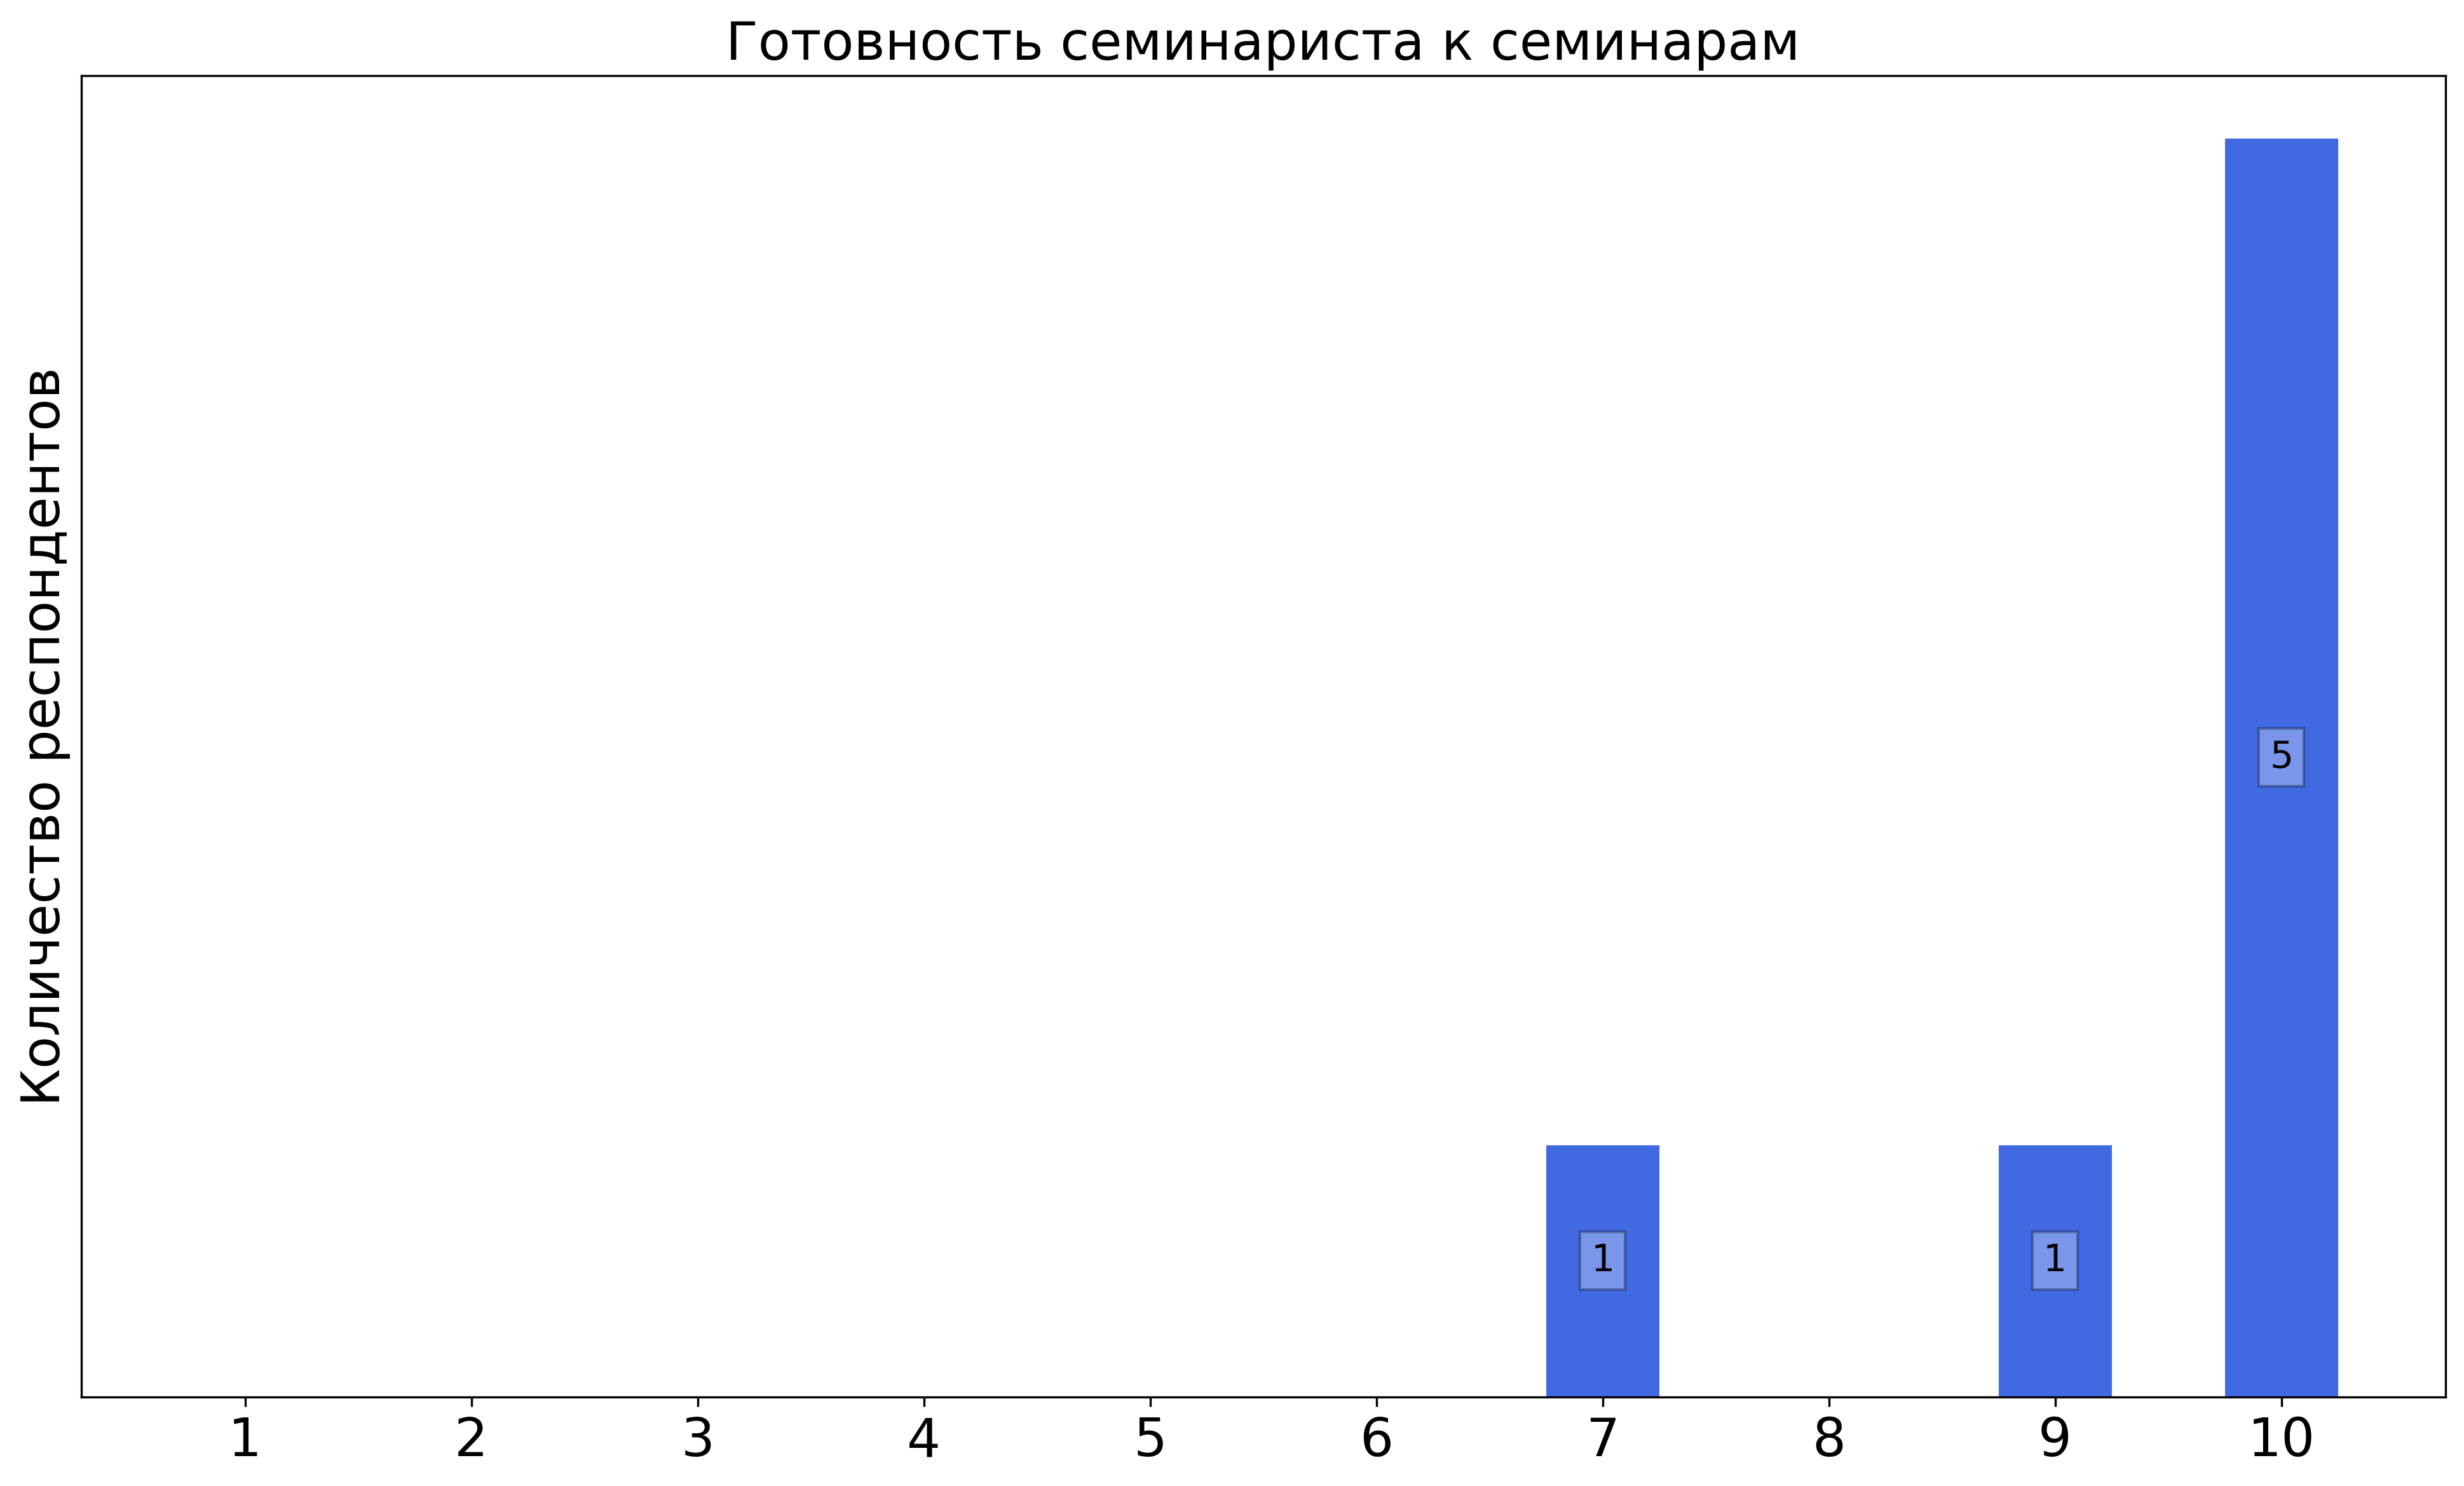 Готовность семинариста к семинарам
Количество респондентов
5
1
1
1 2 3 4 5 6 7 8 9 10